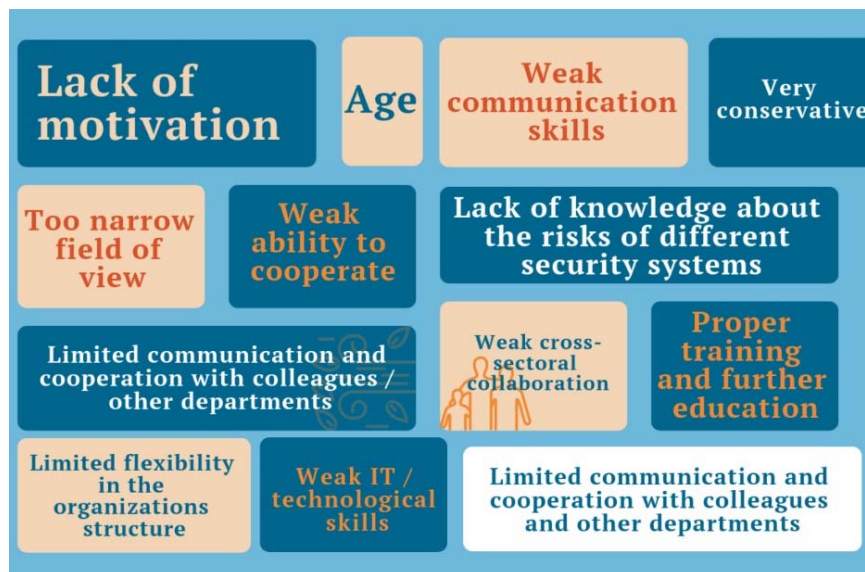 Lack of
motivation
Age
Weak
communication
skills
Very
conservative
Too narrow
field of
view
Weak
ability to
cooperate
Lack of knowledge about
the risks of different
security systems
Limited communication and
cooperation with colleagues /
other departments
Weak cross-
sectoral
collaboration
Proper
training
and further
education
Limited flexibility
in the
organizations
structure
Weak IT /
technological
skills
Limited communication and
cooperation with colleagues
and other departments